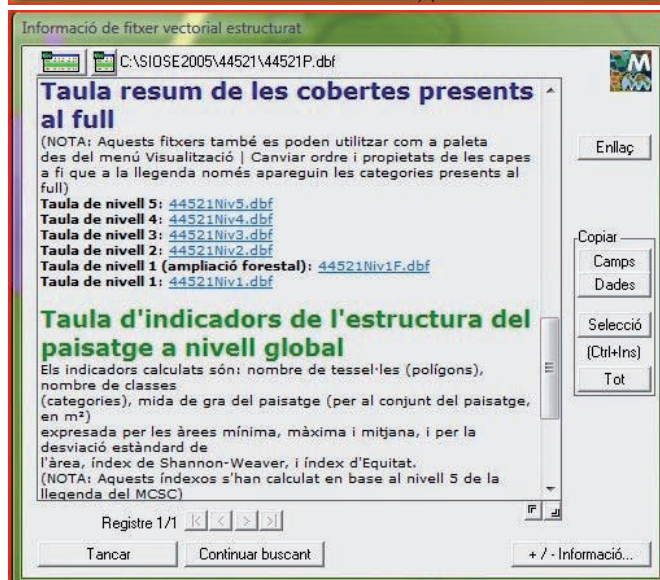 Informació de fitxer vectorial estructurat
C:\SIOSE2005\44521\44521P.dbf
Taula resum de les cobertes presents
al full
(NOTA: Aquests fitxers també es poden utilitzar com a paleta
des del menú Visualització | Canviar ordre i propietats de les capes
a fi que a la llegenda només apareguin les categories presents al
full)
Taula de nivell 5: 44521Niv5.dbf
Taula de nivell 4: 44521Niv4.dbf
Taula de nivell 3: 44521Niv3.dbf
Taula de nivell 2: 44521Niv2.dbf
Taula de nivell 1 (ampliació forestal): 44521Niv1F.dbf
Taula de nivell 1: 44521Niv1.dbf
Taula d'indicadors de l'estructura del
paisatge a nivell global
Els indicadors calculats són: nombre de tessel·les (polígons),
nombre de classes
(categories), mida de gra del paisatge (per al conjunt del paisatge,
en m²)
expresada per les àrees mínima, màxima i mitjana, i per la
desviació estàndard de
l'àrea, índex de Shannon-Weaver, i índex d'Equitat.
(NOTA: Aquests índexos s'han calculat en base al nivell 5 de la
llegenda del MCSC)
M
Enllaç
Copiar
Camps
Dades
Selecció
(Ctrl+Ins)
Tot
Registre 1/1 |< < > >|
Tancar
Continuar buscant
+ / - Informació...